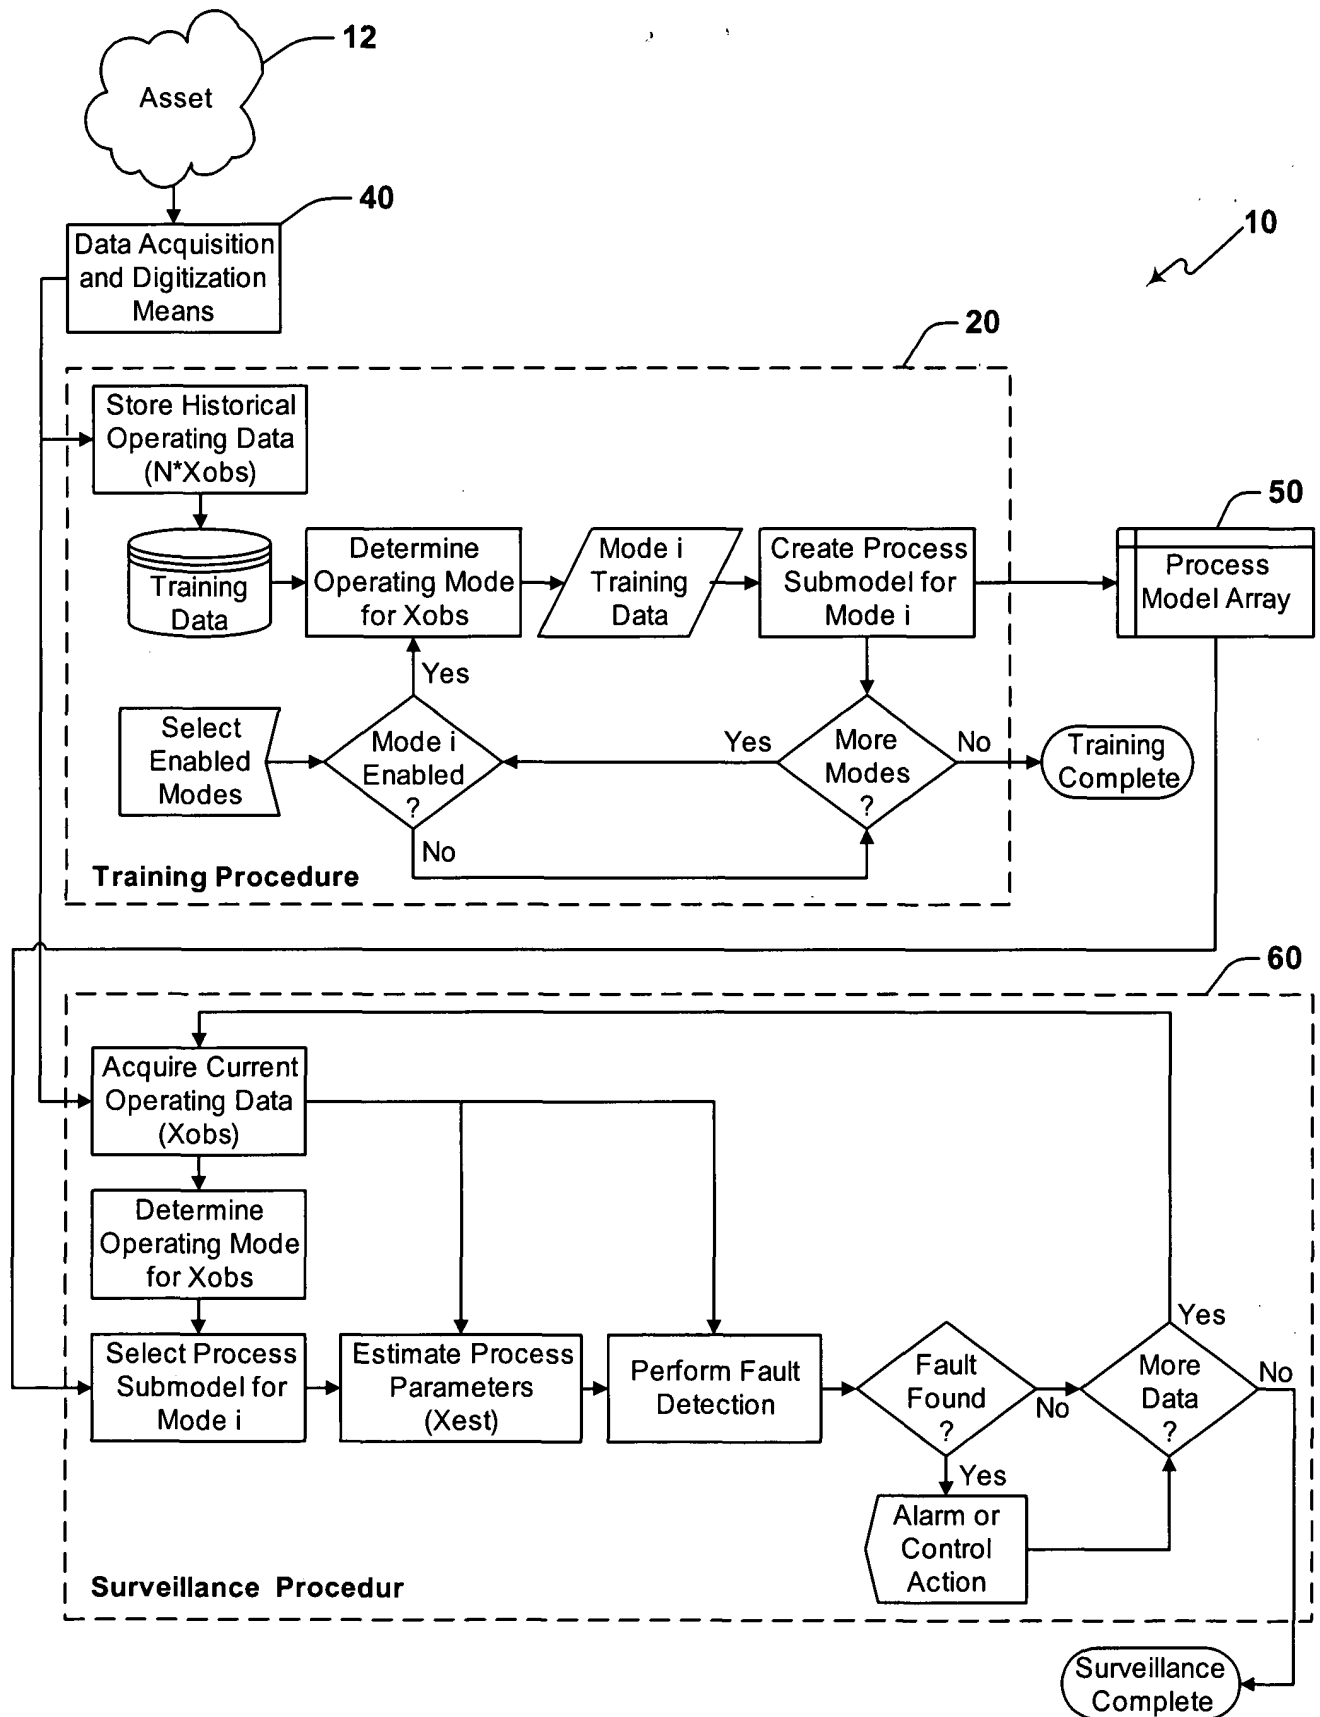 12
Asset
40
Data Acquisition
and Digitization
Means
10
20
Store Historical
Operating Data
(N*Xobs)
50
Training
Data
Determine
Operating Mode
for Xobs
Mode i
Training
Data
Create Process
Submodel for
Mode i
Process
Model Array
Yes
Select
Enabled
Modes
Mode i
Enabled
?
Yes
More
Modes
?
No
Training
Complete
No
Training Procedure
60
Acquire Current
Operating Data
(Xobs)
Determine
Operating Mode
for Xobs
Select Process
Submodel for
Mode i
Estimate Process
Parameters
(Xest)
Perform Fault
Detection
Fault
Found
?
No
Yes
More
Data
?
No
Yes
Alarm or
Control
Action
Surveillance Procedur
Surveillance
Complete